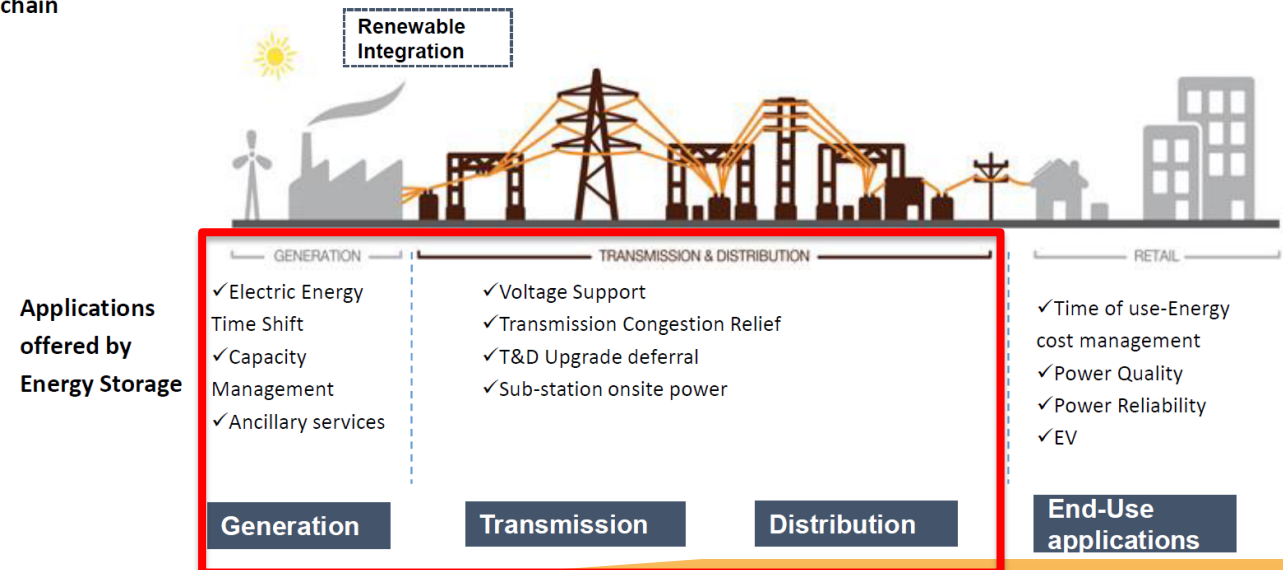 chain
Renewable
Integration
GENERATION
TRANSMISSION & DISTRIBUTION
RETAIL
Applications
offered by
Energy Storage
✓Electric Energy
Time Shift
✓Capacity
Management
✓Ancillary services
✓Voltage Support
✓Transmission Congestion Relief
✓T&D Upgrade deferral
✓Sub-station onsite power
✓Time of use-Energy
cost management
✓Power Quality
✓Power Reliability
✓EV
Generation
Transmission
Distribution
End-Use
applications